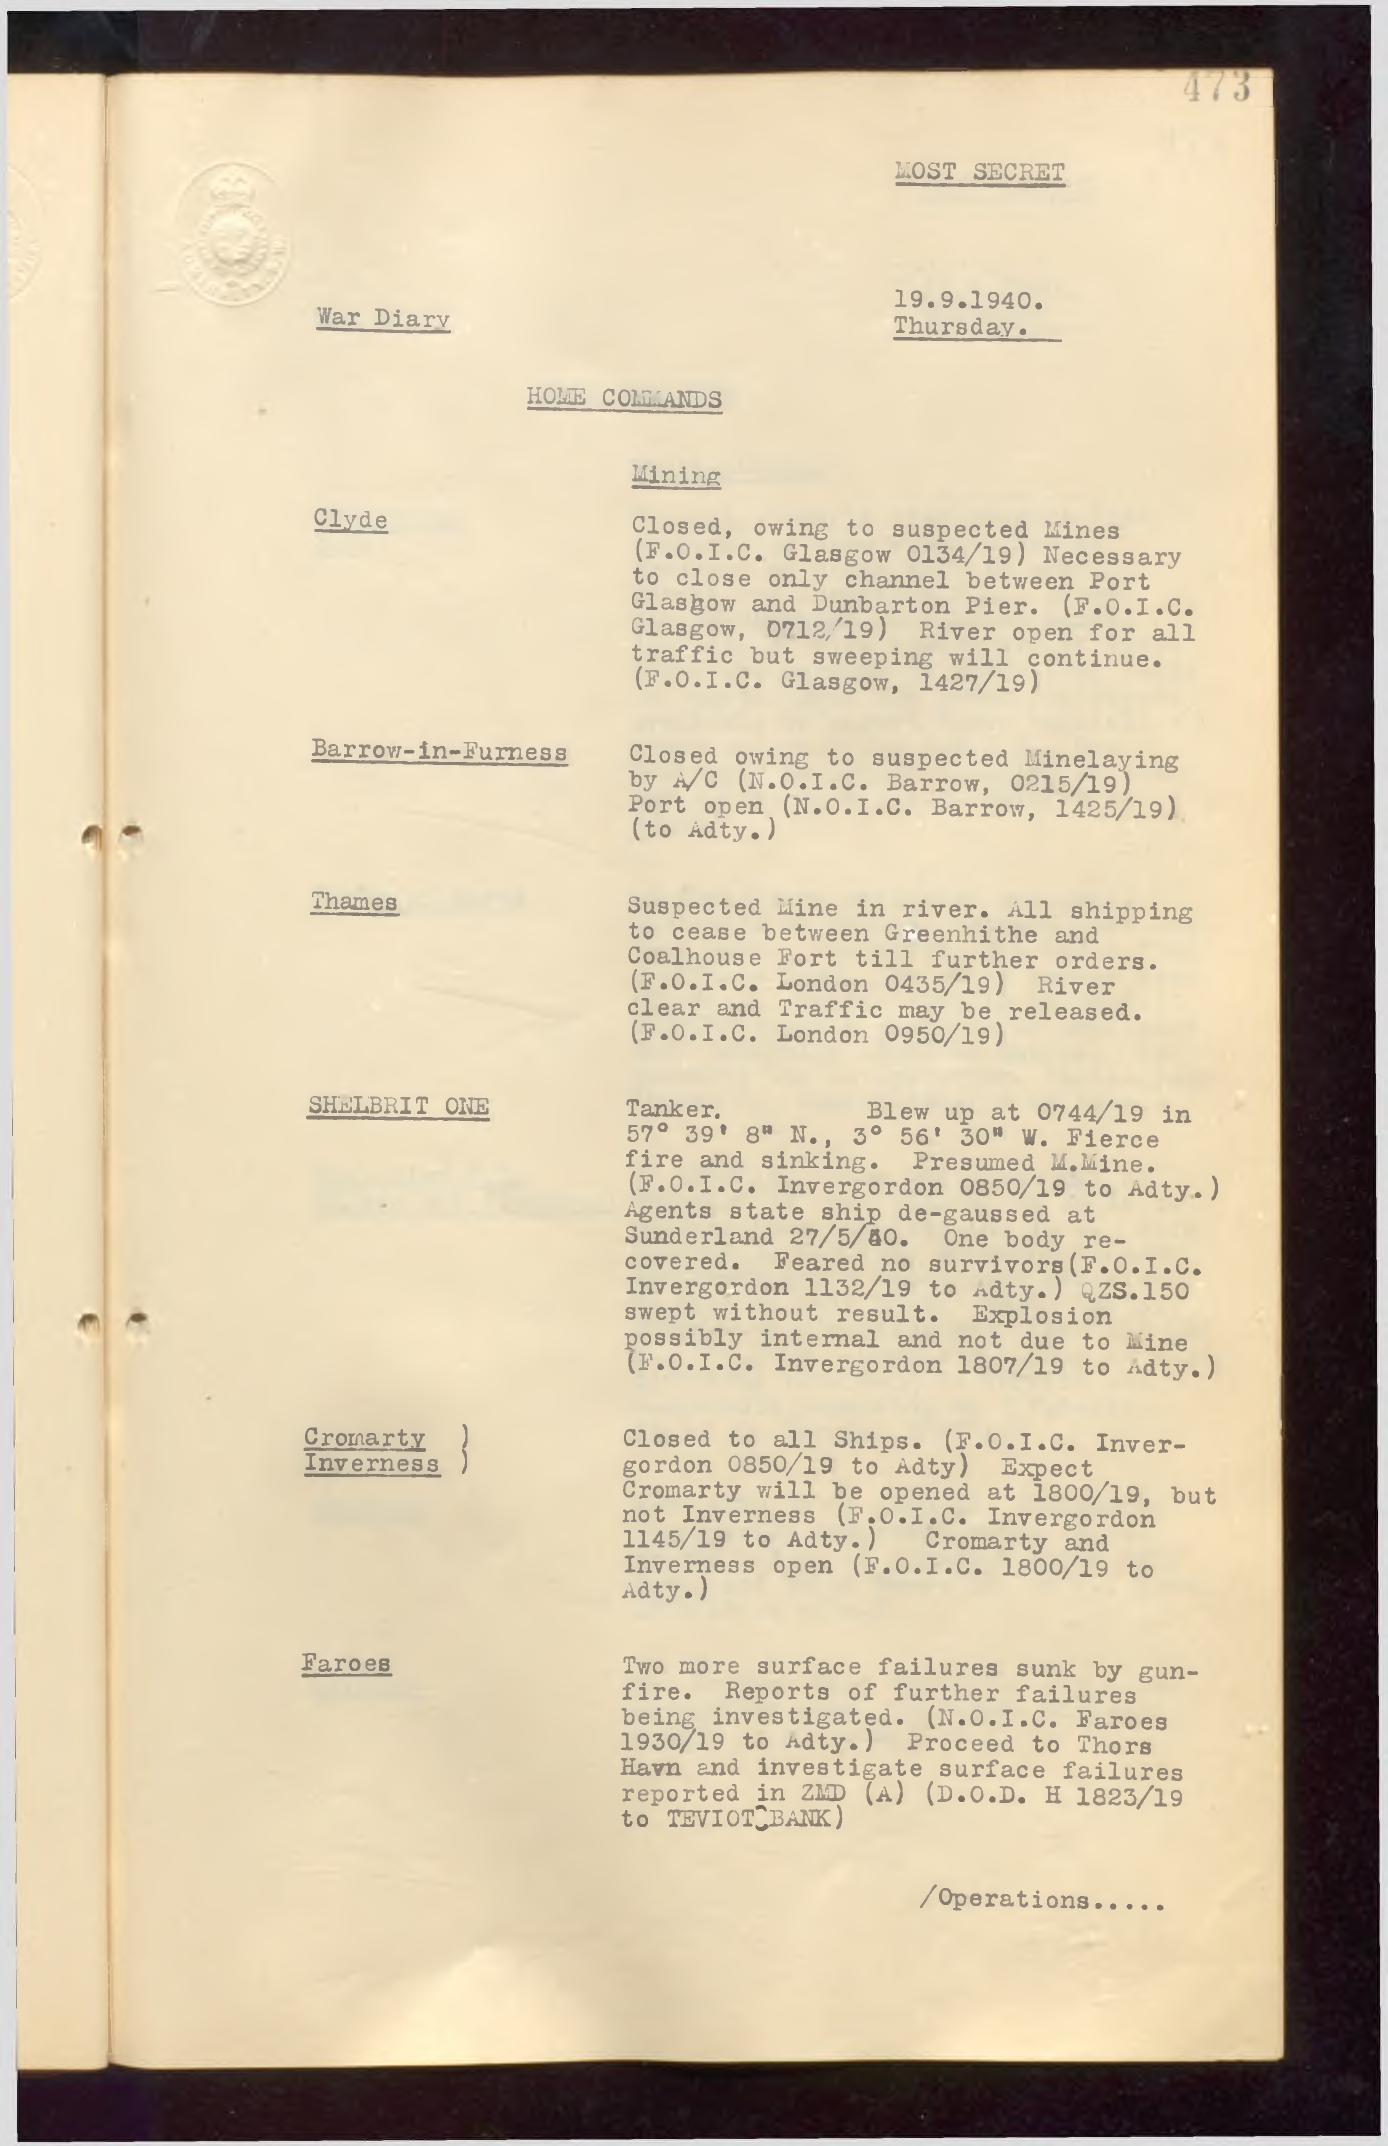 473
MOST SECRET
19.9.1940.
War Diary
Thursday.
HOME COMMANDS
Mining
Clyde
Closed, owing to suspected Mines
(F.O.I.C. Glasgow 0134/19) Necessary
to close only channel between Port
Glasgow and Dunbarton Pier. (F.O.I.C.
Glasgow, 0712/19) River open for all
traffic but sweeping will continue.
(F.O.I.C. Glasgow, 1427/19)
Barrow-in-Furness
Closed owing to suspected Minelaying
by A/C (N.O.I.C. Barrow, 0215/19)
Port open (N.O.I.C. Barrow, 1425/19)
(to Adty.)
Thames
Suspected Mine in river. All shipping
to cease between Greenhithe and
Coalhouse Fort till further orders.
(F.O.I.C. London 0435/19) River
clear and Traffic may be released.
(F.O.I.C. London 0950/19)
SHELBRIT ONE
Tanker. Blew up at 0744/19 in
57° 39' 8" N., 3° 56' 30" W. Fierce
fire and sinking. Presumed M.Mine.
(F.O.I.C. Invergordon 0850/19 to Adty.)
Agents state ship de-gaussed at
Sunderland 27/5/40. One body re-
covered. Feared no survivors(F.O.I.C.
Invergordon 1132/19 to Adty.) QZS.150
swept without result. Explosion
possibly internal and not due to Mine
(F.O.I.C. Invergordon 1807/19 to Adty.)
Cromarty )
Inverness )
Closed to all Ships. (F.O.I.C. Inver-
gordon 0850/19 to Adty) Expect
Cromarty will be opened at 1800/19, but
not Inverness (F.O.I.C. Invergordon
1145/19 to Adty.) Cromarty and
Inverness open (F.O.I.C. 1800/19 to
Adty.)
Faroes
Two more surface failures sunk by gun-
fire. Reports of further failures
being investigated. (N.O.I.C. Faroes
1930/19 to Adty.) Proceed to Thors
Havn and investigate surface failures
reported in ZMD (A) (D.O.D. H 1823/19
to TEVIOT BANK)
/Operations.....